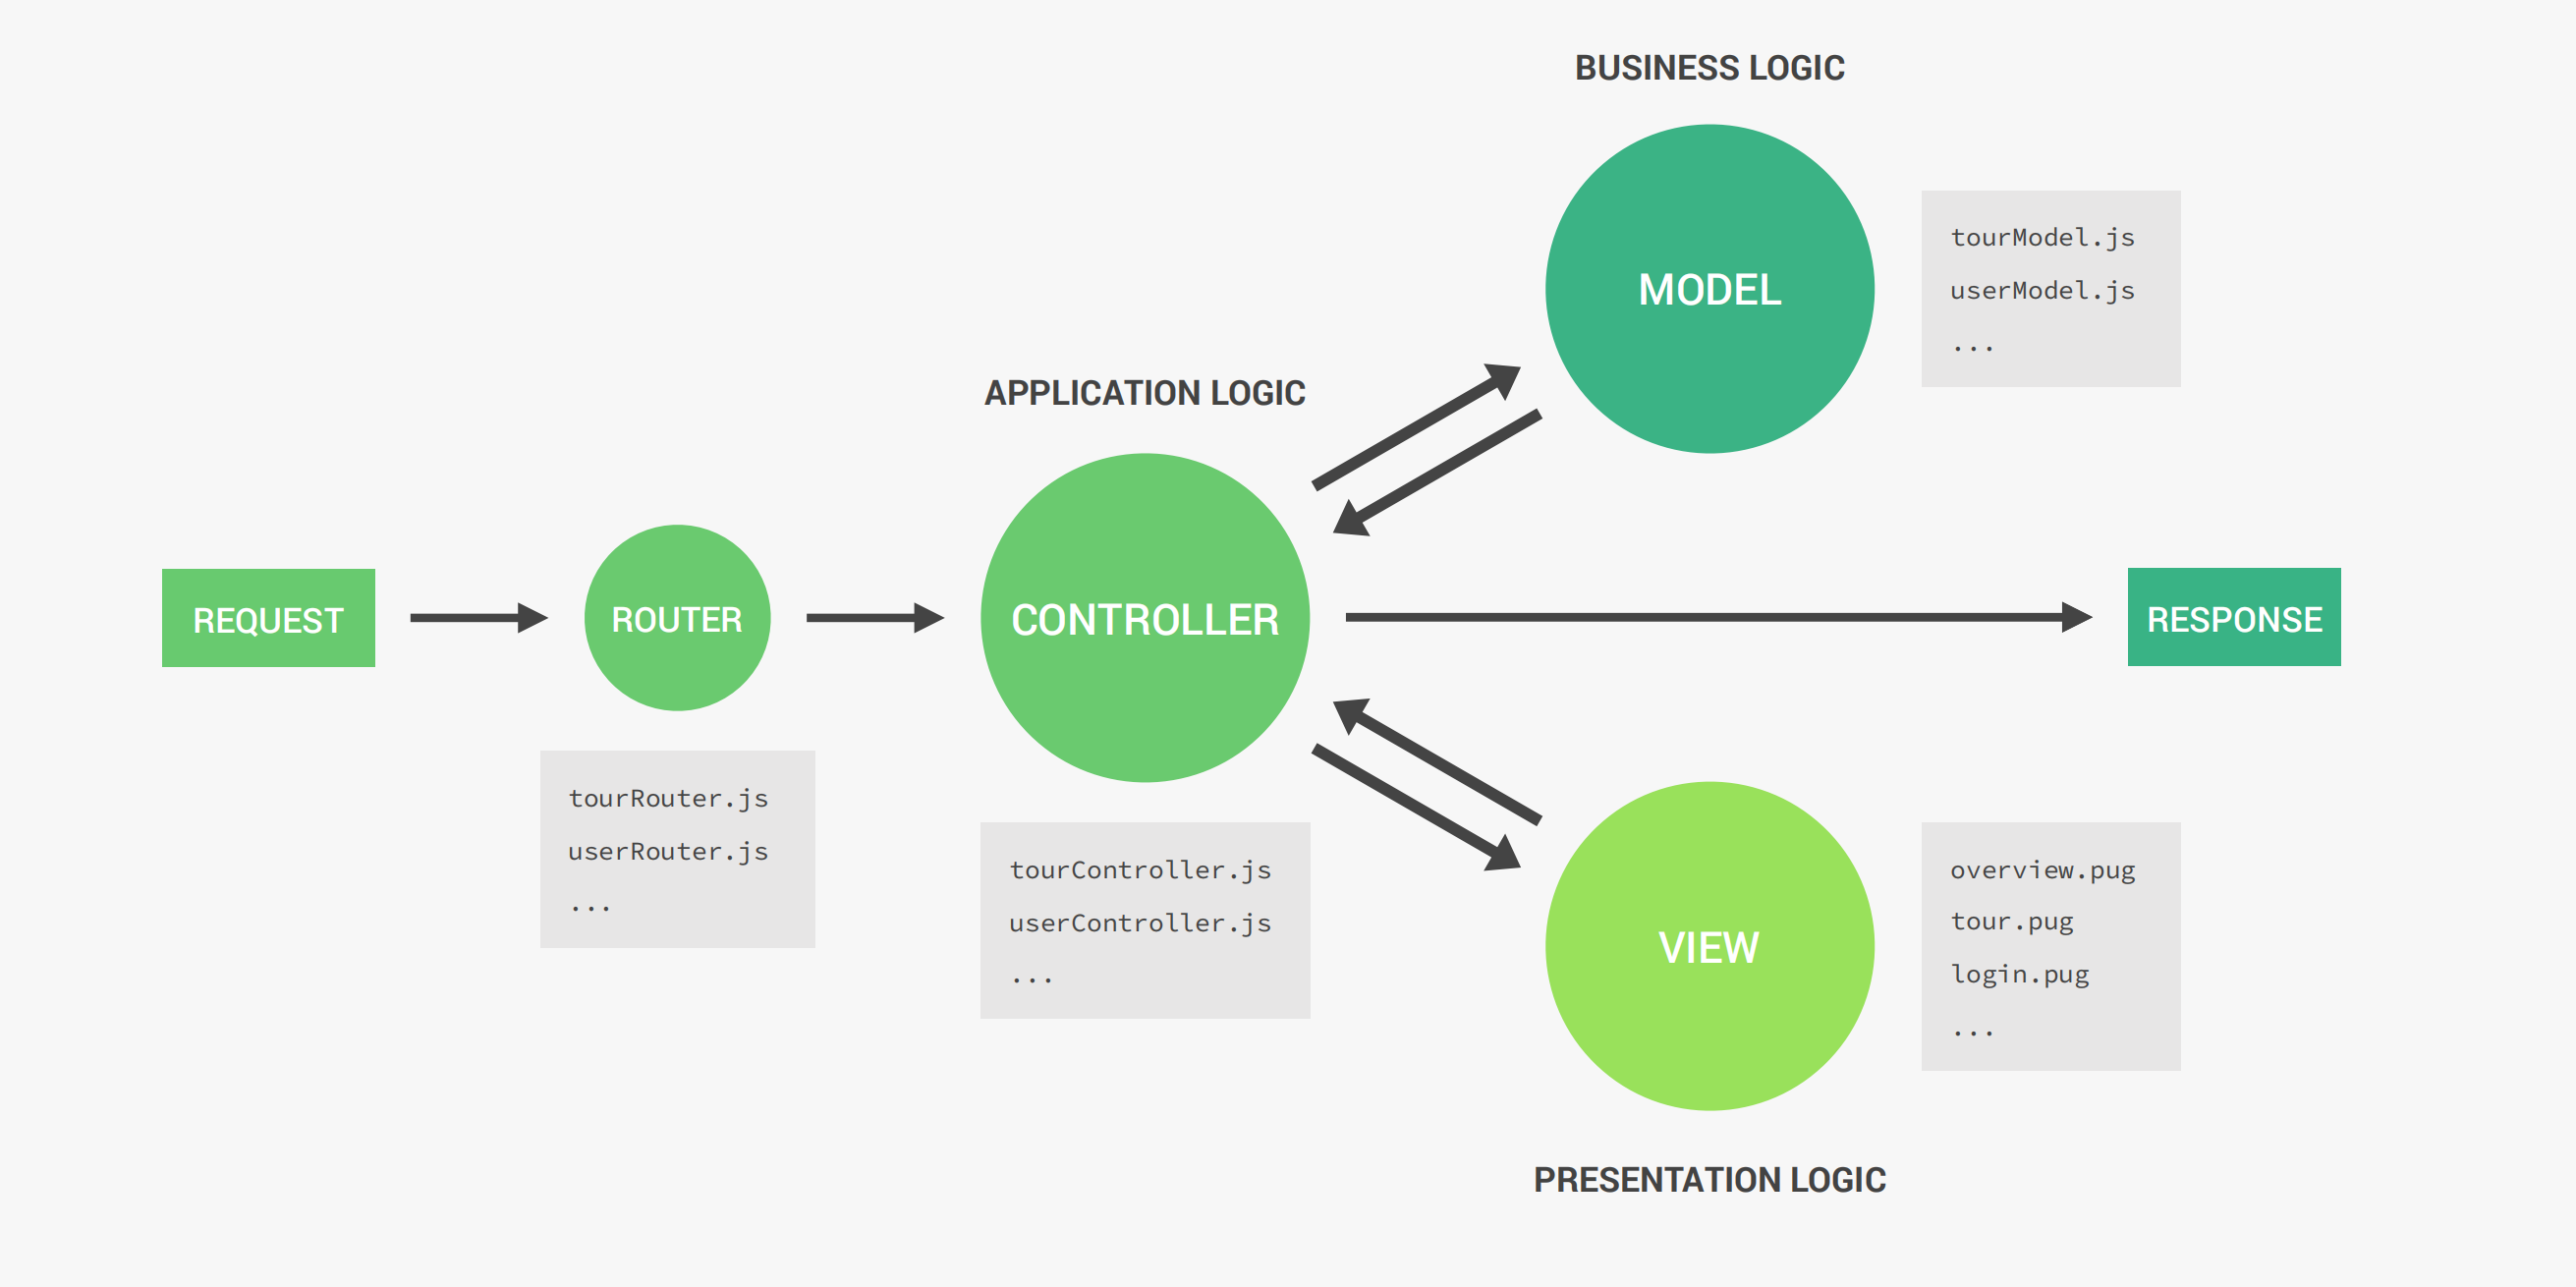 BUSINESS LOGIC
MODEL
tourModel.js
userModel.js
...
APPLICATION LOGIC
REQUEST
ROUTER
CONTROLLER
RESPONSE
tourRouter.js
userRouter.js
...
tourController.js
userController.js
...
VIEW
overview.pug
tour.pug
login.pug
...
PRESENTATION LOGIC